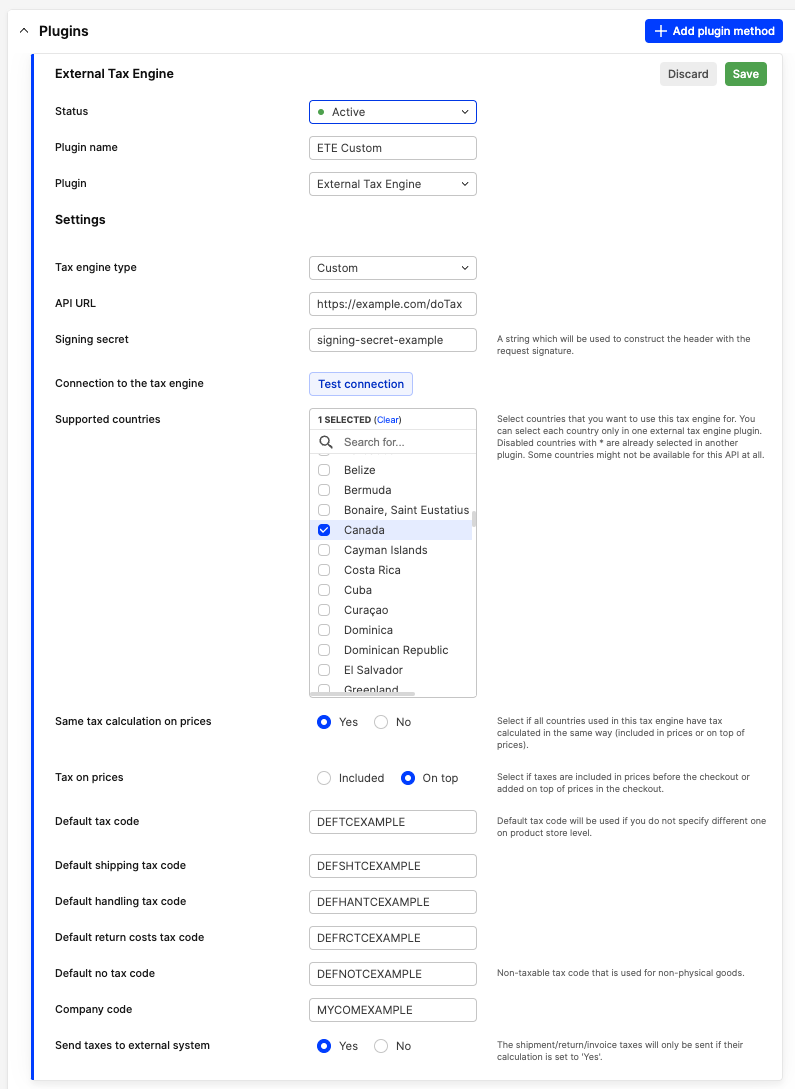 Plugins
Add plugin method
External Tax Engine
Discard
Save
Status
Active
Plugin name
ETE Custom
Plugin
External Tax Engine
Settings
Tax engine type
Custom
API URL
https://example.com/doTax
Signing secret
signing-secret-example
A string which will be used to construct the header with the
request signature.
Connection to the tax engine
Test connection
Supported countries
1 SELECTED (Clear)
Search for...
Belize
Bermuda
Bonaire, Saint Eustatius
Canada
Cayman Islands
Costa Rica
Cuba
Curaçao
Dominica
Dominican Republic
El Salvador
Greenland
Select countries that you want to use this tax engine for. You
can select each country only in one external tax engine plugin.
Disabled countries with * are already selected in another
plugin. Some countries might not be available for this API at all.
Same tax calculation on prices
Yes
No
Select if all countries used in this tax engine have tax
calculated in the same way (included in prices or on top of
prices).
Tax on prices
Included
On top
Select if taxes are included in prices before the checkout or
added on top of prices in the checkout.
Default tax code
DEFTCEXAMPLE
Default tax code will be used if you do not specify different one
on product store level.
Default shipping tax code
DEFSHTCEXAMPLE
Default handling tax code
DEFHANTCEXAMPLE
Default return costs tax code
DEFRCTCEXAMPLE
Default no tax code
DEFNOTCEXAMPLE
Non-taxable tax code that is used for non-physical goods.
Company code
MYCOMEXAMPLE
Send taxes to external system
Yes
No
The shipment/return/invoice taxes will only be sent if their
calculation is set to 'Yes'.